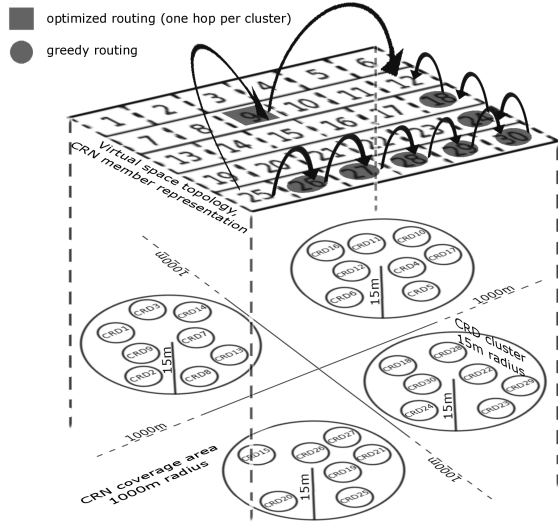 optimized routing (one hop per cluster)
greedy routing
1 2 3 4 5 6
7 8 9 10 11 12
13 14 15 16 17 18
19 20 23 24
25 26 27 28 29 30
Virtual space topology,
CRN member representation
CRD16 CRD11 CRD10 CRD17
CRD12 CRD4
CRD6 15m CRD5
1000m
1000m
CRD3 CRD14
CRD1 CRD7
CRD9 15m CRD13
CRD2 CRD8
CRD cluster
15m radius
CRD28
CRD18 CRD22
CRD30 15m CRD29
CRD24 CRD23
1000m
CRN coverage area
1000m radius
CRD27
CRD15 CRD26 CRD21
15m CRD19
CRD20 CRD25
1000m